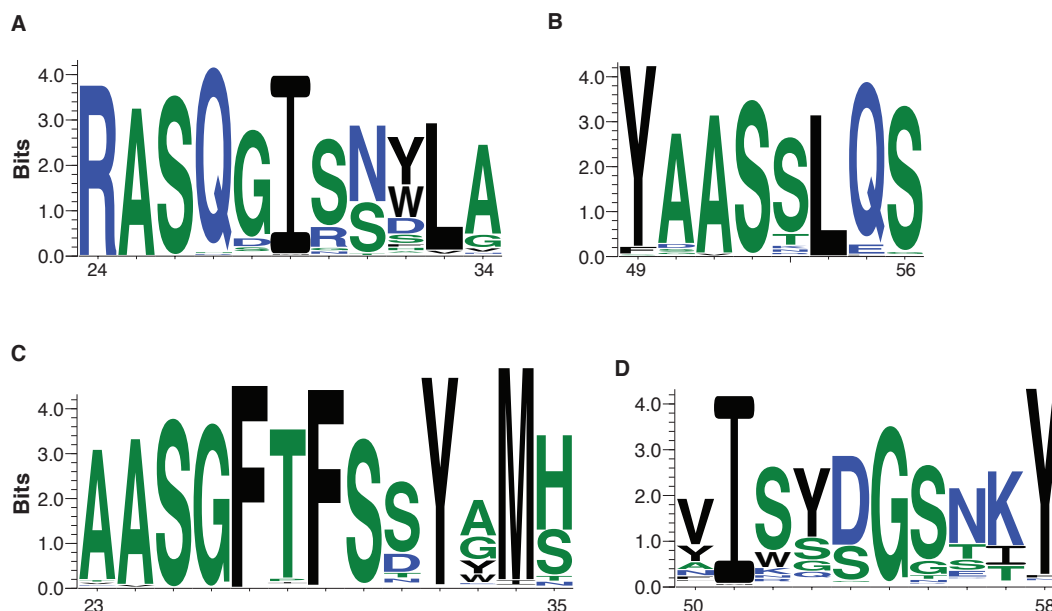 A
Bits
4.0
3.0
2.0
1.0
0.0
RASQGISNYLA
D R S W G
S D
S
24
34
B
4.0
3.0
2.0
1.0
0.0
YAASSLQS
T E
49
56
C
Bits
4.0
3.0
2.0
1.0
0.0
AASGFTFSSYAMH
D G S
N Y N
W
23
35
D
4.0
3.0
2.0
1.0
0.0
VISYDGSNKY
Y W S S G T I
A K G S T
N
50
58